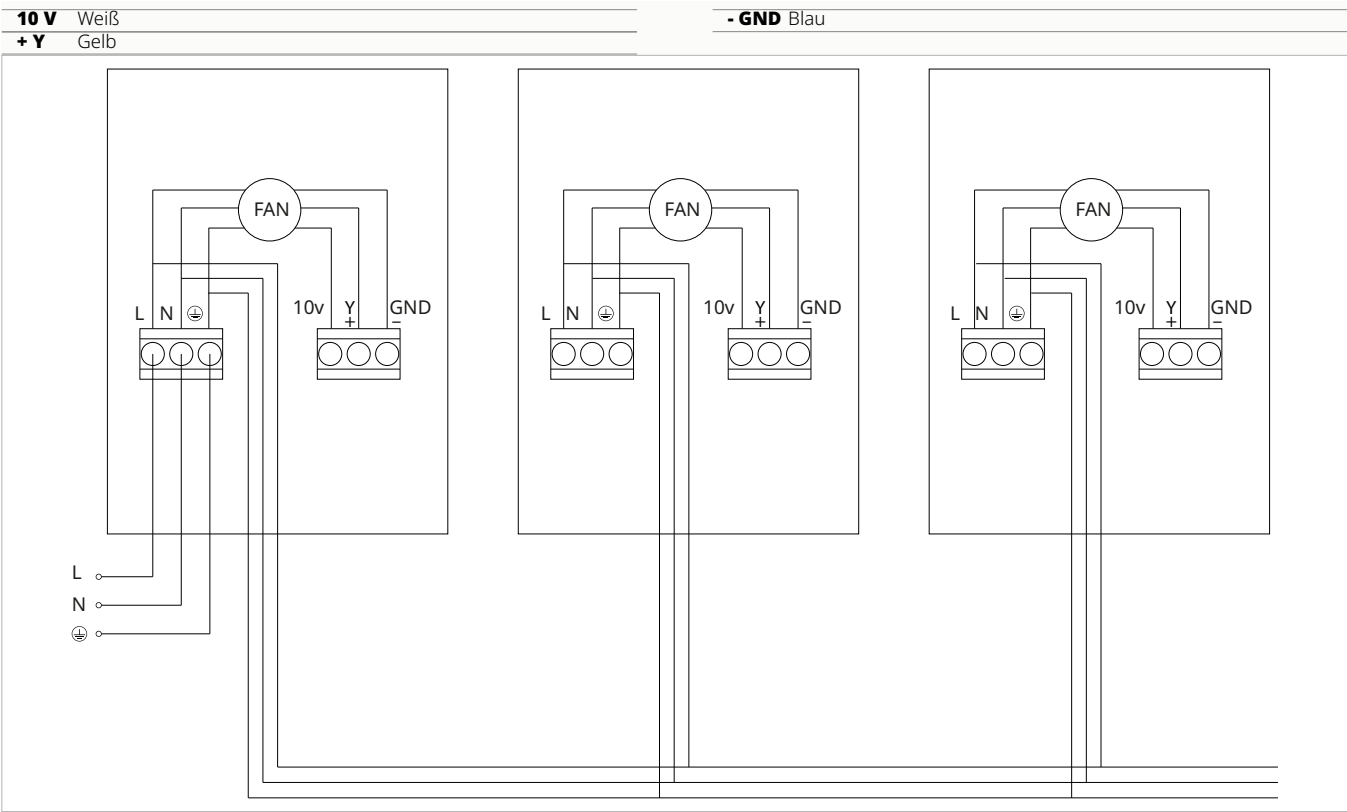 10 V Weiß
- GND Blau
+ Y Gelb
FAN FAN FAN
L N 10v Y GND L N 10v Y GND L N 10v Y GND
+ – + – + –
L
N